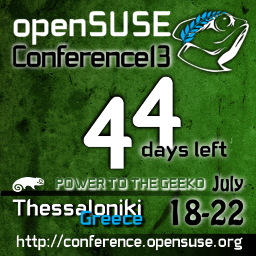 openSUSE
Conference13
44
days left
POWER TO THE GEEKO July
Thessaloniki 18-22
Greece
http://conference.opensuse.org